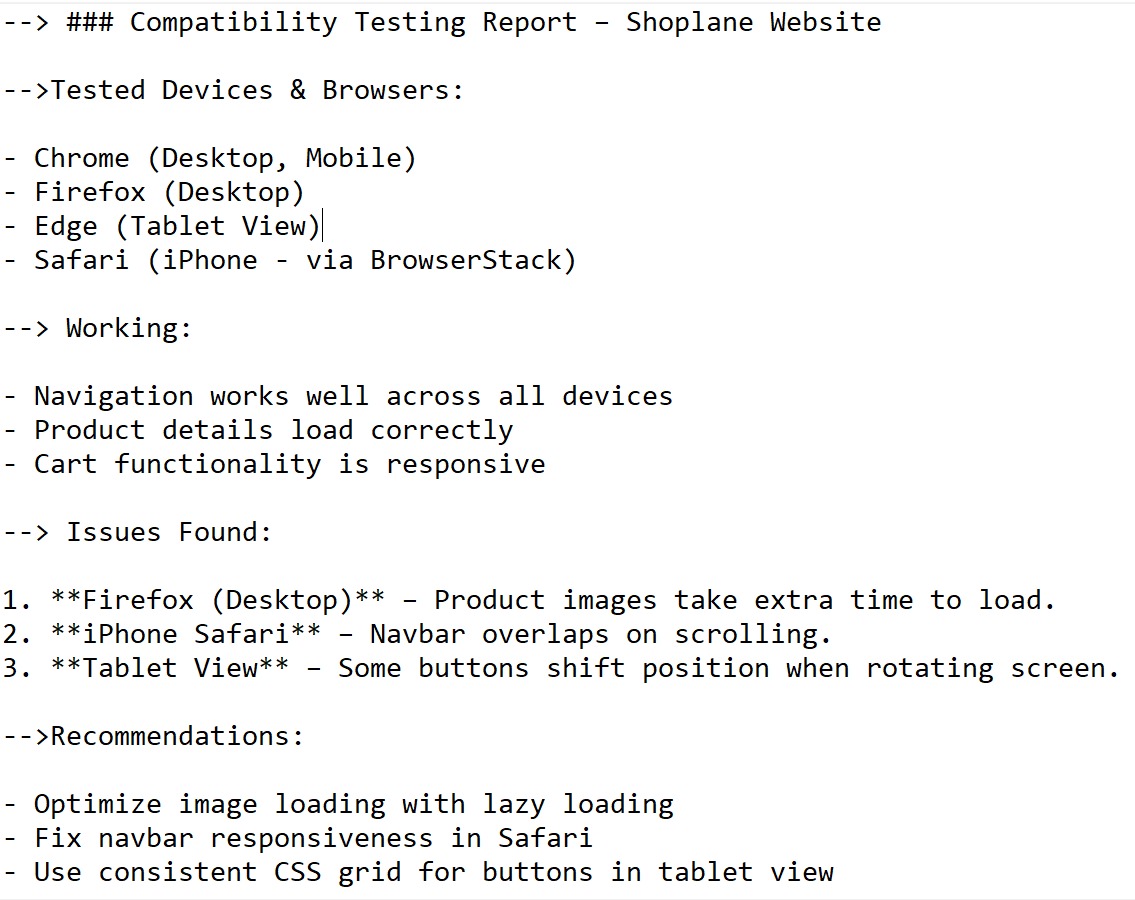 --> ### Compatibility Testing Report – Shoplane Website
-->Tested Devices & Browsers:
- Chrome (Desktop, Mobile)
- Firefox (Desktop)
- Edge (Tablet View)
- Safari (iPhone - via BrowserStack)
--> Working:
- Navigation works well across all devices
- Product details load correctly
- Cart functionality is responsive
--> Issues Found:
1. **Firefox (Desktop)** – Product images take extra time to load.
2. **iPhone Safari** – Navbar overlaps on scrolling.
3. **Tablet View** – Some buttons shift position when rotating screen.
-->Recommendations:
- Optimize image loading with lazy loading
- Fix navbar responsiveness in Safari
- Use consistent CSS grid for buttons in tablet view